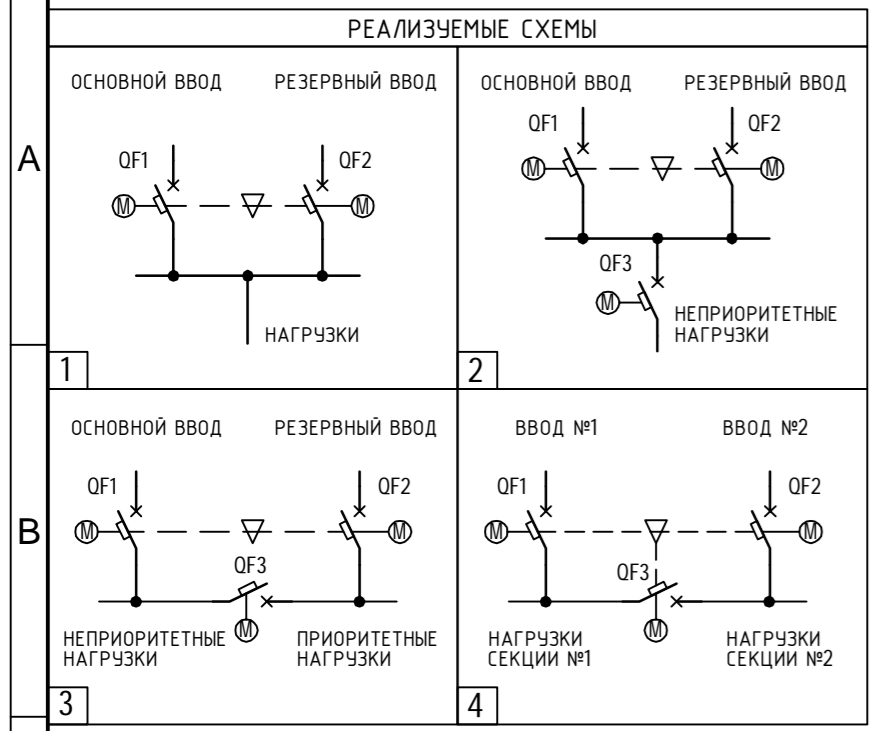 РЕАЛИЗУЕМЫЕ СХЕМЫ
A
ОСНОВНОЙ ВВОД РЕЗЕРВНЫЙ ВВОД
QF1 QF2
M M
НАГРУЗКИ
1
ОСНОВНОЙ ВВОД РЕЗЕРВНЫЙ ВВОД
QF1 QF2
M M
QF3
M
НЕПРИОРИТЕТНЫЕ
НАГРУЗКИ
2
B
ОСНОВНОЙ ВВОД РЕЗЕРВНЫЙ ВВОД
QF1 QF2
M M
QF3
M
НЕПРИОРИТЕТНЫЕ
НАГРУЗКИ
ПРИОРИТЕТНЫЕ
НАГРУЗКИ
3
ВВОД №1 ВВОД №2
QF1 QF2
M M
QF3
M
НАГРУЗКИ
СЕКЦИИ №1
НАГРУЗКИ
СЕКЦИИ №2
4